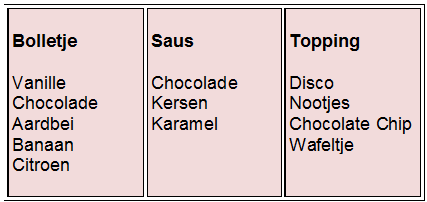 Bolletje
Vanille
Chocolade
Aardbei
Banaan
Citroen
Saus
Chocolade
Kersen
Karamel
Topping
Disco
Nootjes
Chocolate Chip
Wafeltje